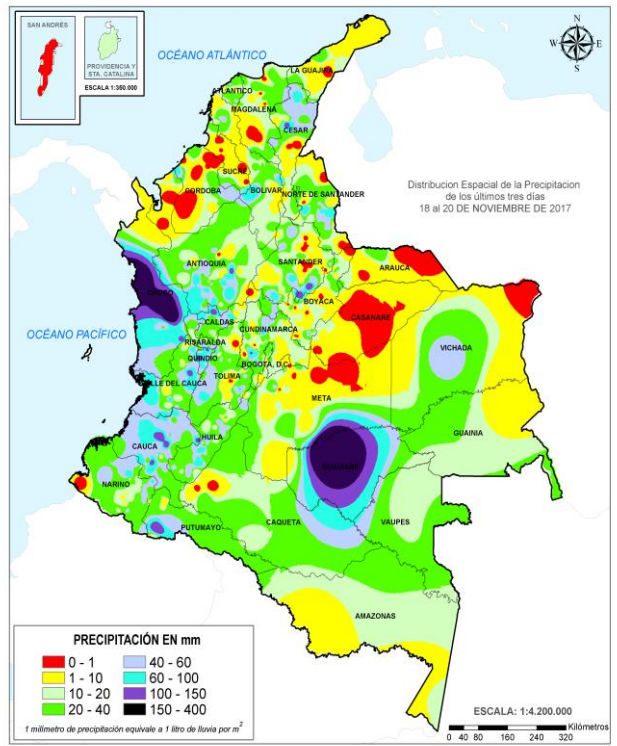 SAN ANDRÉS
PROVIDENCIA Y
STA. CATALINA
ESCALA 1:350.000
OCÉANO ATLÁNTICO
N
W
E
S
LA GUAJIRA
ATLANTICO
MAGDALENA
CESAR
SUCRE
CORDOBA
BOLIVAR
NORTE DE SANTANDER
Distribucion Espacial de la Precipitacion
de los últimos tres días
18 al 20 DE NOVIEMBRE DE 2017
ANTIOQUIA
SANTANDER
ARAUCA
CHOCO
BOYACA
CASANARE
OCÉANO PACÍFICO
CALDAS
CUNDINAMARCA
RISARALDA
VICHADA
QUINDIO
BOGOTA, D.C.
TOLIMA
VALLE DEL CAUCA
META
GUAINIA
HUILA
CAUCA
GUAVIARE
NARINO
CAQUETA
VAUPES
PUTUMAYO
AMAZONAS
PRECIPITACIÓN EN mm
0 - 1
1 - 10
10 - 20
20 - 40
40 - 60
60 - 100
100 - 150
150 - 400
1 milimetro de precipitación equivale a 1 litro de lluvia por m²
ESCALA: 1:4.200.000
Kilómetros
0 40 80 160 240 320